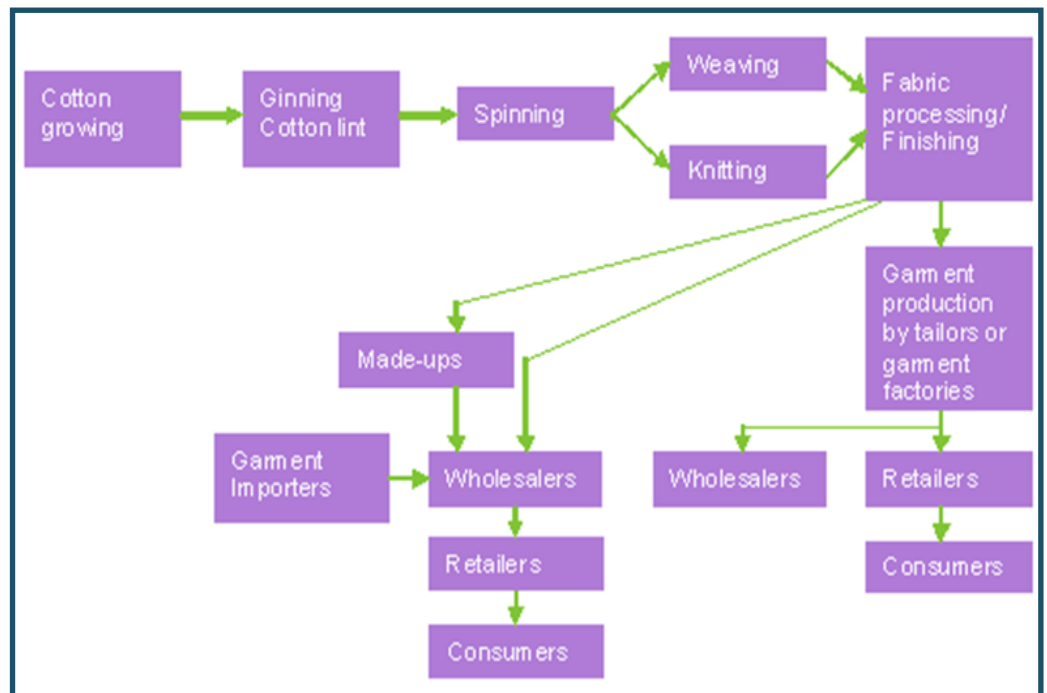 Cotton
growing
Ginning
Cotton lint
Spinning
Weaving
Knitting
Fabric
processing/
Finishing
Garment
production
by tailors or
garment
factories
Made-ups
Garment
Importers
Wholesalers
Wholesalers
Retailers
Retailers
Consumers
Consumers